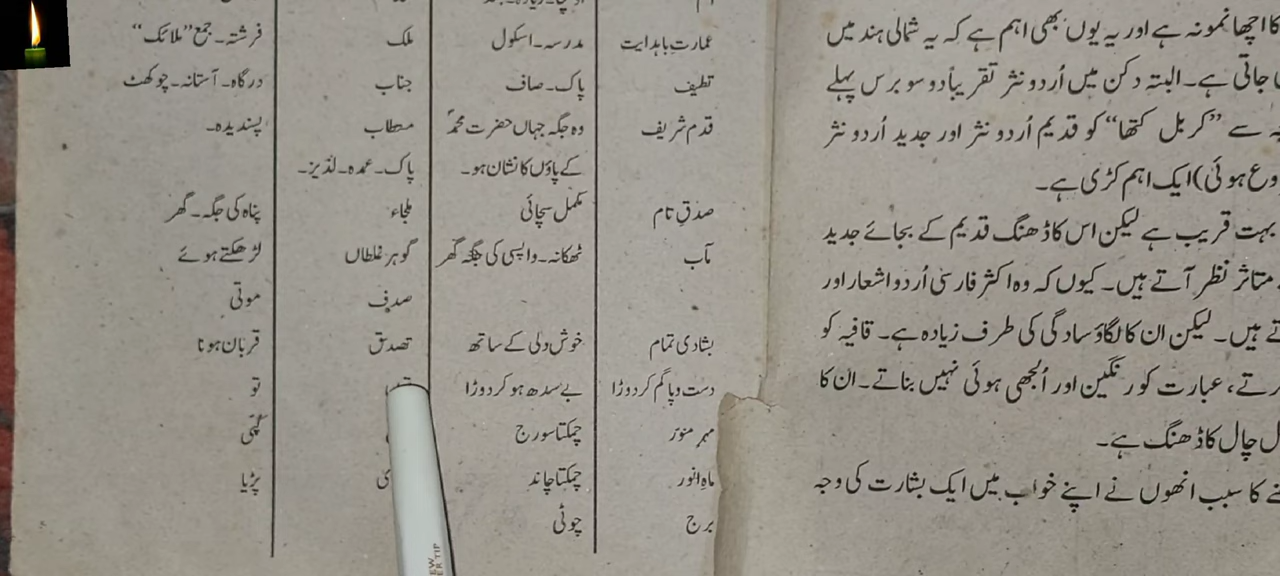 کا اچھا نمونہ ہے اور یہ یوں بھی اہم ہے کہ یہ شمالی ہند میں
جاتی ہے۔ البتہ دکن میں اُردو نثر تقریباً دو سو برس پہلے
سے ”کربل کتھا“ کو قدیم اُردو نثر اور جدید اُردو نثر
ہوئی) ایک اہم کڑی ہے۔
بہت قریب ہے لیکن اس کا ڈھنگ قدیم کے بجائے جدید
متاثر نظر آتے ہیں۔ کیوں کہ وہ اکثر فارسی اُردو اشعار اور
ہیں۔ لیکن ان کا لگاؤ سادگی کی طرف زیادہ ہے۔ قافیہ کو
عبارت کو رنگین اور اُلجھی ہوئی نہیں بناتے۔ ان کا
چال کا ڈھنگ ہے۔
کا سبب انھوں نے اپنے خواب میں ایک بشارت کی وجہ
عمارت باہدایت مدرسہ۔ اسکول ملک فرشتہ۔ جمع ”ملائک“
تطیف پاک۔ صاف جناب درگاہ۔ آستانہ۔ چوکھٹ
قدم شریف وہ جگہ جہاں حضرت محمدؐ مسطاب پسندیدہ۔
کے پاؤں کا نشان ہو۔ پاک۔ عمدہ۔ لذیز۔
صدقِ تام مکمل سچائی ملجاء پناہ کی جگہ۔ گھر
مآب ٹھکانہ۔ واپسی کی جگہ گھر گوہر غلطاں لڑھکتے ہوئے
صدف موتی
بشادی تمام خوش دلی کے ساتھ تصدق قربان ہونا
دست و پا گم کر دوڑا بے سدھ ہو کر دوڑا تو
مہر منور چمکتا سورج کُپّی
ماہِ انور چمکتا چاند پڑیا
برج چوٹی